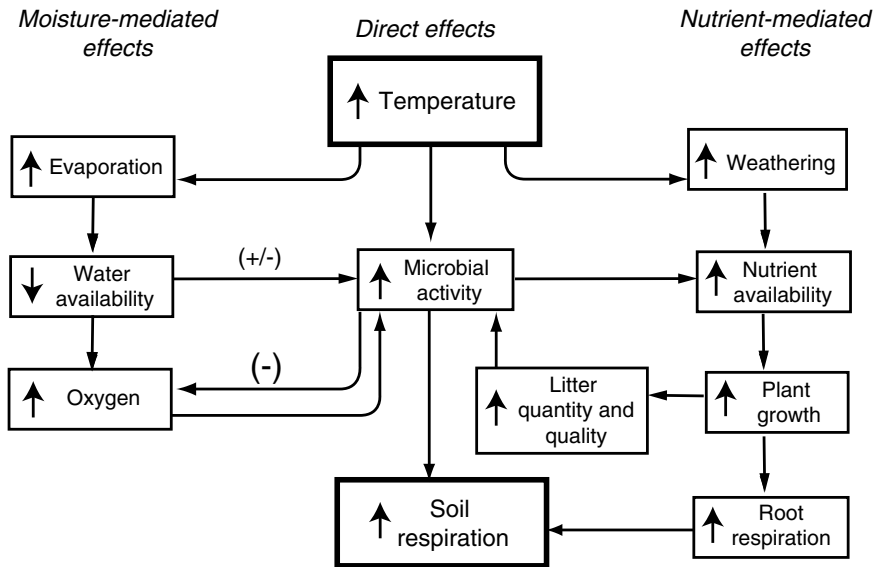 Moisture-mediated
effects
Direct effects
Nutrient-mediated
effects
Temperature
Evaporation
Weathering
Water
availability
(+/-)
Microbial
activity
Nutrient
availability
(-)
Oxygen
Litter
quantity and
quality
Plant
growth
Soil
respiration
Root
respiration